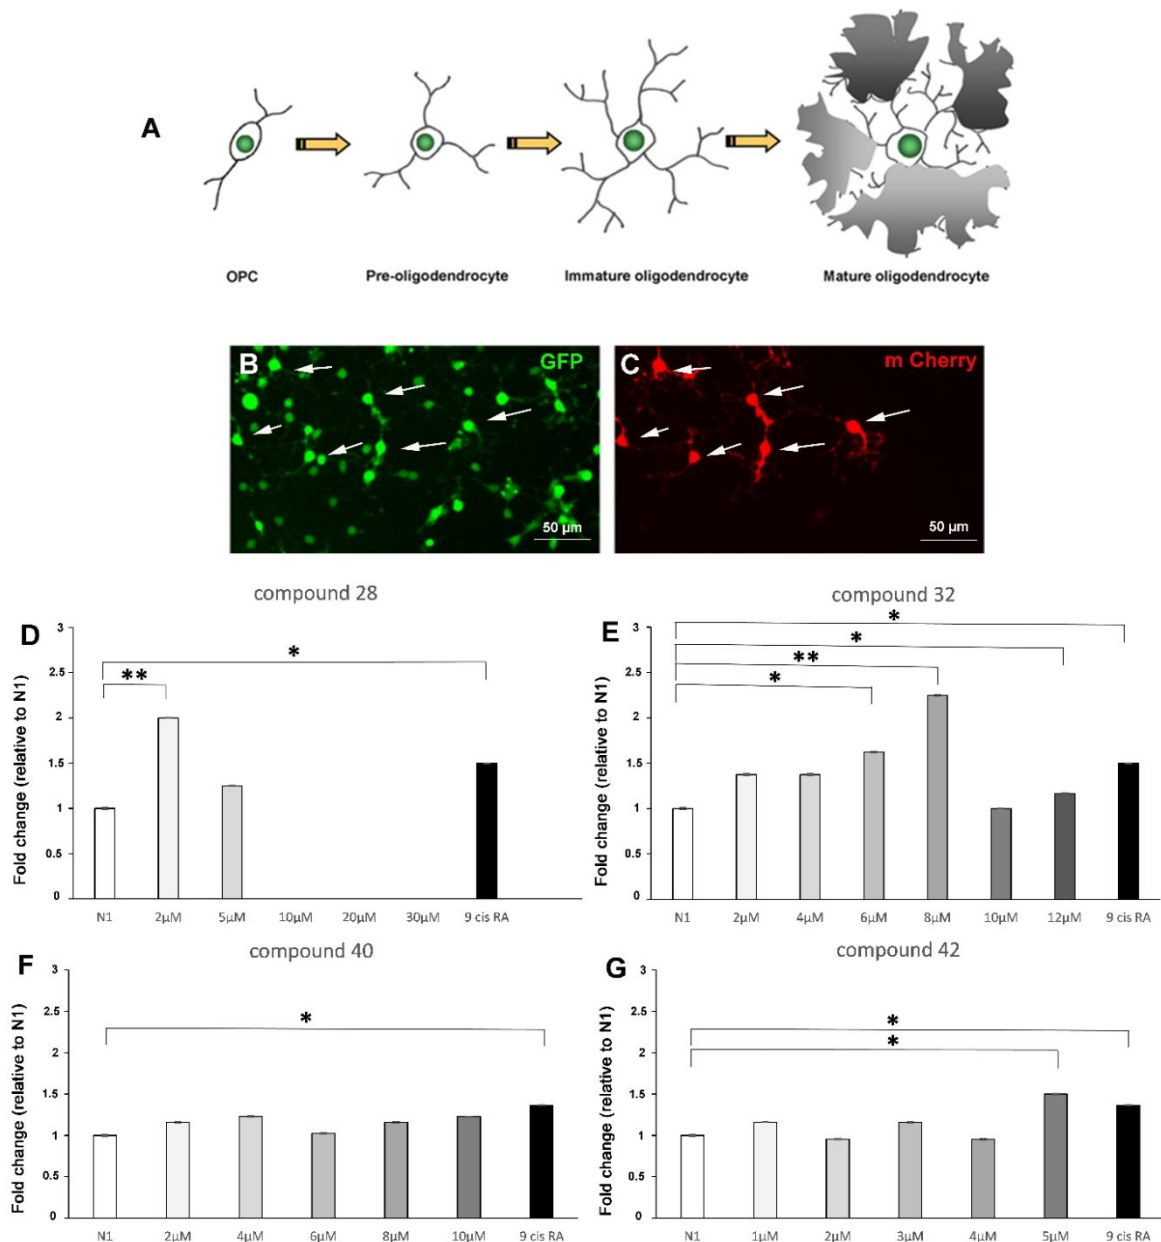 A
OPC
Pre-oligodendrocyte
Immature oligodendrocyte
Mature oligodendrocyte
B
GFP
50 µm
C
m Cherry
50 µm
compound 28
D
Fold change (relative to N1)
3
2.5
2
1.5
1
0.5
0
**
*
N1 2µM 5µM 10µM 20µM 30µM 9 cis RA
compound 32
E
Fold change (relative to N1)
3
2.5
2
1.5
1
0.5
0
*
*
**
*
N1 2µM 4µM 6µM 8µM 10µM 12µM 9 cis RA
compound 40
F
Fold change (relative to N1)
3
2.5
2
1.5
1
0.5
0
*
N1 2µM 4µM 6µM 8µM 10µM 9 cis RA
compound 42
G
Fold change (relative to N1)
3
2.5
2
1.5
1
0.5
0
*
*
N1 1µM 2µM 3µM 4µM 5µM 9 cis RA